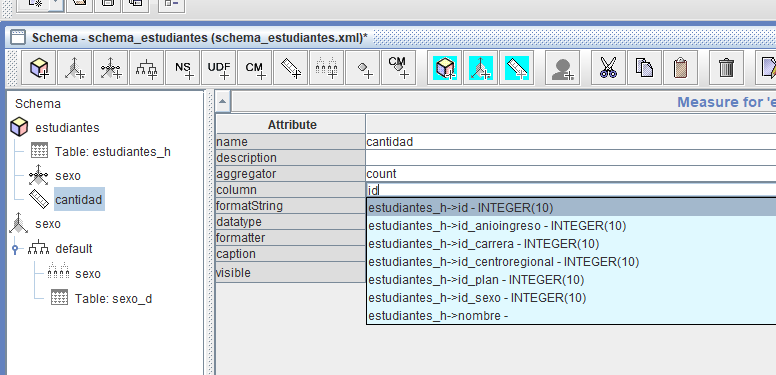 Schema - schema_estudiantes (schema_estudiantes.xml)*
NS UDF CM CM
Schema
estudiantes
Table: estudiantes_h
sexo
cantidad
sexo
default
sexo
Table: sexo_d
Measure for 'e
Attribute
name cantidad
description
aggregator count
column id
formatString
datatype
formatter
caption
visible
estudiantes_h->id - INTEGER(10)
estudiantes_h->id_anioingreso - INTEGER(10)
estudiantes_h->id_carrera - INTEGER(10)
estudiantes_h->id_centroregional - INTEGER(10)
estudiantes_h->id_plan - INTEGER(10)
estudiantes_h->id_sexo - INTEGER(10)
estudiantes_h->nombre -